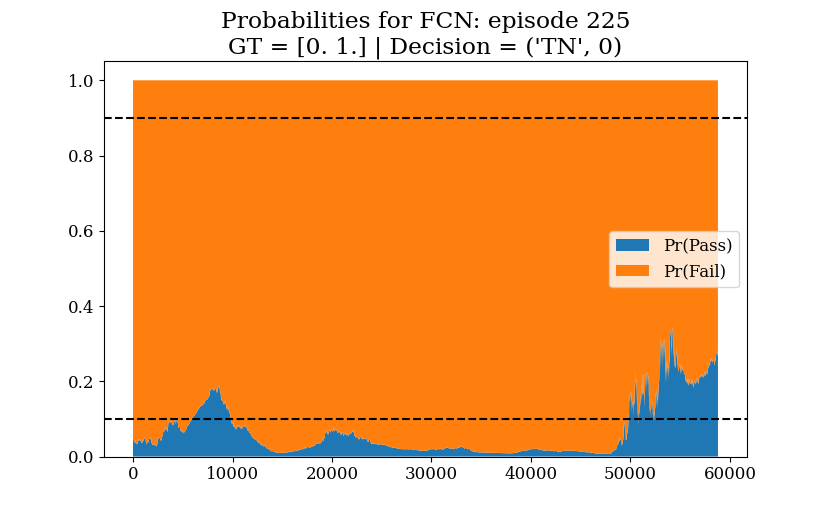 Probabilities for FCN: episode 225
GT = [0. 1.] | Decision = ('TN', 0)
1.0
0.8
0.6
0.4
0.2
0.0
Pr(Pass)
Pr(Fail)
0 10000 20000 30000 40000 50000 60000